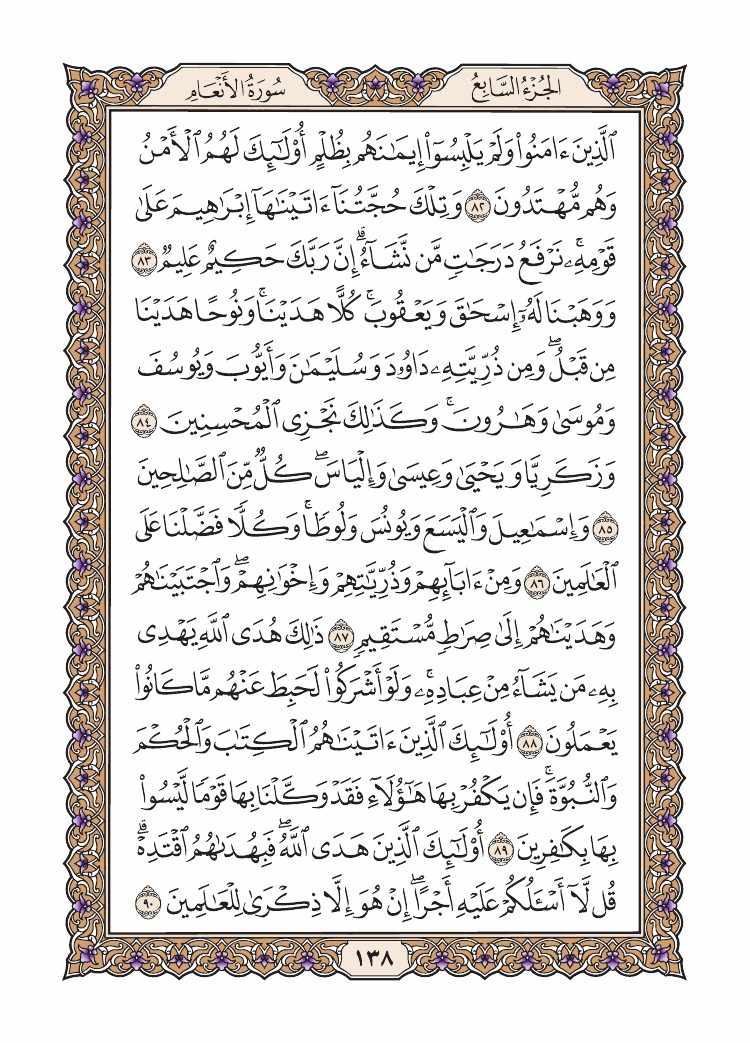 الجُزْءُ السَّابِعُ
سُورَةُ الأَنْعَامِ
ٱلَّذِينَ ءَامَنُوا۟ وَلَمْ يَلْبِسُوٓا۟ إِيمَٰنَهُم بِظُلْمٍ أُو۟لَٰٓئِكَ لَهُمُ ٱلْأَمْنُ
وَهُم مُّهْتَدُونَ ٨٢ وَتِلْكَ حُجَّتُنَآ ءَاتَيْنَٰهَآ إِبْرَٰهِيمَ عَلَىٰ
قَوْمِهِۦۚ نَرْفَعُ دَرَجَٰتٍ مَّن نَّشَآءُۗ إِنَّ رَبَّكَ حَكِيمٌ عَلِيمٌ ٨٣
وَوَهَبْنَا لَهُۥٓ إِسْحَٰقَ وَيَعْقُوبَۚ كُلًّا هَدَيْنَاۚ وَنُوحًا هَدَيْنَا
مِن قَبْلُۖ وَمِن ذُرِّيَّتِهِۦ دَاوُۥدَ وَسُلَيْمَٰنَ وَأَيُّوبَ وَيُوسُفَ
وَمُوسَىٰ وَهَٰرُونَۚ وَكَذَٰلِكَ نَجْزِى ٱلْمُحْسِنِينَ ٨٤
وَزَكَرِيَّا وَيَحْيَىٰ وَعِيسَىٰ وَإِلْيَاسَۖ كُلٌّ مِّنَ ٱلصَّٰلِحِينَ
٨٥ وَإِسْمَٰعِيلَ وَٱلْيَسَعَ وَيُونُسَ وَلُوطًاۚ وَكُلًّا فَضَّلْنَا عَلَى
ٱلْعَٰلَمِينَ ٨٦ وَمِنْ ءَابَآئِهِمْ وَذُرِّيَّٰتِهِمْ وَإِخْوَٰنِهِمْۖ وَٱجْتَبَيْنَٰهُمْ
وَهَدَيْنَٰهُمْ إِلَىٰ صِرَٰطٍ مُّسْتَقِيمٍ ٨٧ ذَٰلِكَ هُدَى ٱللَّهِ يَهْدِى
بِهِۦ مَن يَشَآءُ مِنْ عِبَادِهِۦۚ وَلَوْ أَشْرَكُوا۟ لَحَبِطَ عَنْهُم مَّا كَانُوا۟
يَعْمَلُونَ ٨٨ أُو۟لَٰٓئِكَ ٱلَّذِينَ ءَاتَيْنَٰهُمُ ٱلْكِتَٰبَ وَٱلْحُكْمَ
وَٱلنُّبُوَّةَۚ فَإِن يَكْفُرْ بِهَا هَٰٓؤُلَآءِ فَقَدْ وَكَّلْنَا بِهَا قَوْمًا لَّيْسُوا۟
بِهَا بِكَٰفِرِينَ ٨٩ أُو۟لَٰٓئِكَ ٱلَّذِينَ هَدَى ٱللَّهُۖ فَبِهُدَىٰهُمُ ٱقْتَدِهْۗ
قُل لَّآ أَسْـَٔلُكُمْ عَلَيْهِ أَجْرًاۖ إِنْ هُوَ إِلَّا ذِكْرَىٰ لِلْعَٰلَمِينَ ٩٠
١٣٨